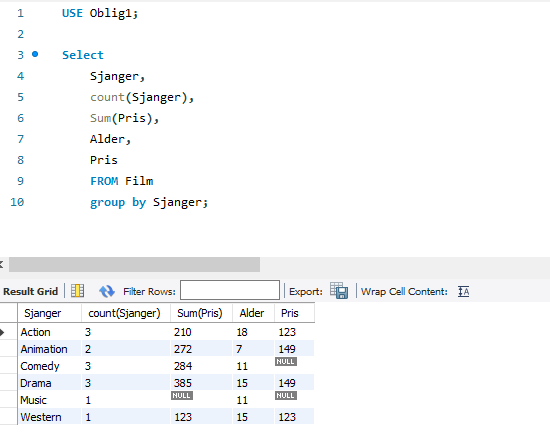 1 USE Oblig1;
2
3 Select
4 Sjanger,
5 count(Sjanger),
6 Sum(Pris),
7 Alder,
8 Pris
9 FROM Film
10 group by Sjanger;
Result Grid Filter Rows: Export: Wrap Cell Content: IA
Sjanger count(Sjanger) Sum(Pris) Alder Pris
Action 3 210 18 123
Animation 2 272 7 149
Comedy 3 284 11 NULL
Drama 3 385 15 149
Music 1 NULL 11 NULL
Western 1 123 15 123